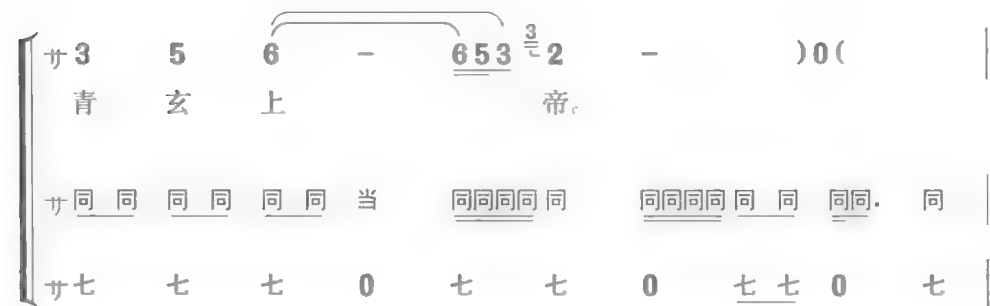 サ 3 5 6 - 653 3 2 - )0(
青 玄 上 帝。
サ 同 同 同 同 同 同 当 同同同同 同 同同同同 同 同 同同. 同
サ 七 七 七 0 七 七 0 七 七 0 七